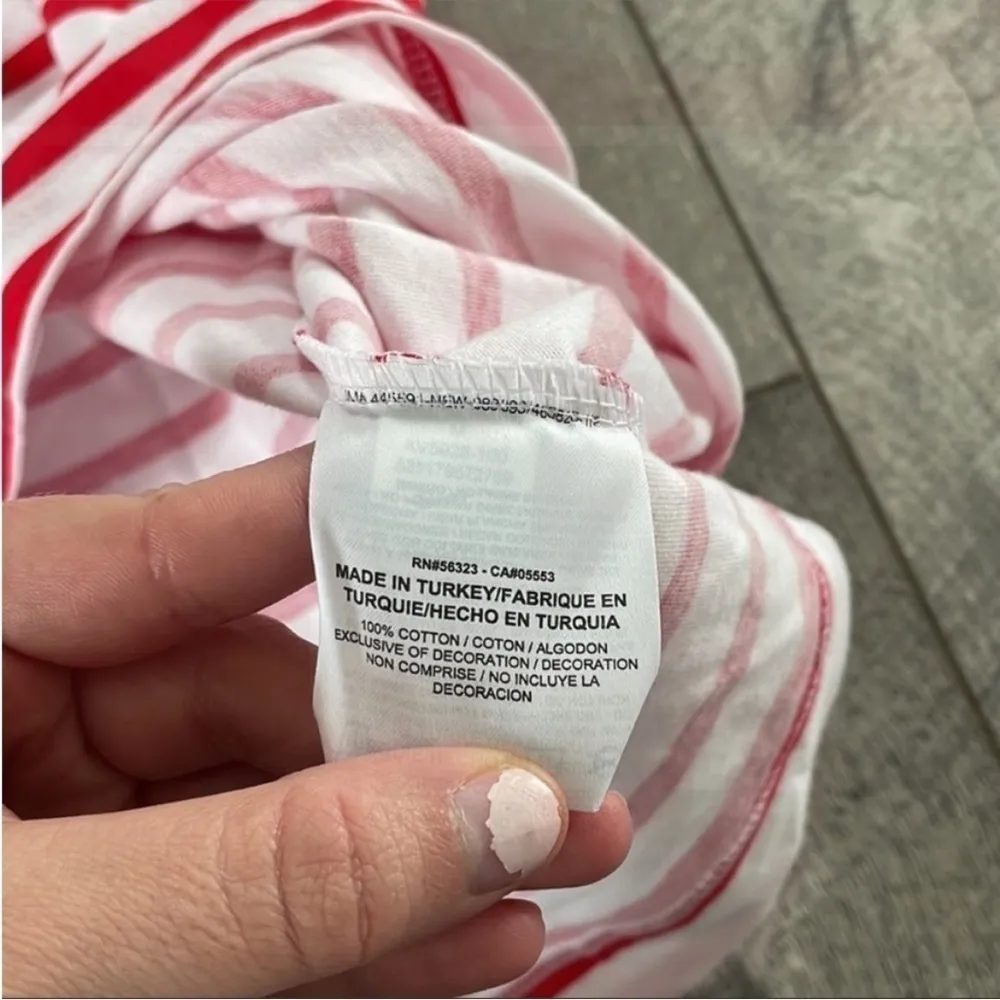 RN#56323 - CA#05553
MADE IN TURKEY/FABRIQUE EN
TURQUIE/HECHO EN TURQUIA
100% COTTON / COTON / ALGODON
EXCLUSIVE OF DECORATION / DECORATION
NON COMPRISE / NO INCLUYE LA
DECORACION